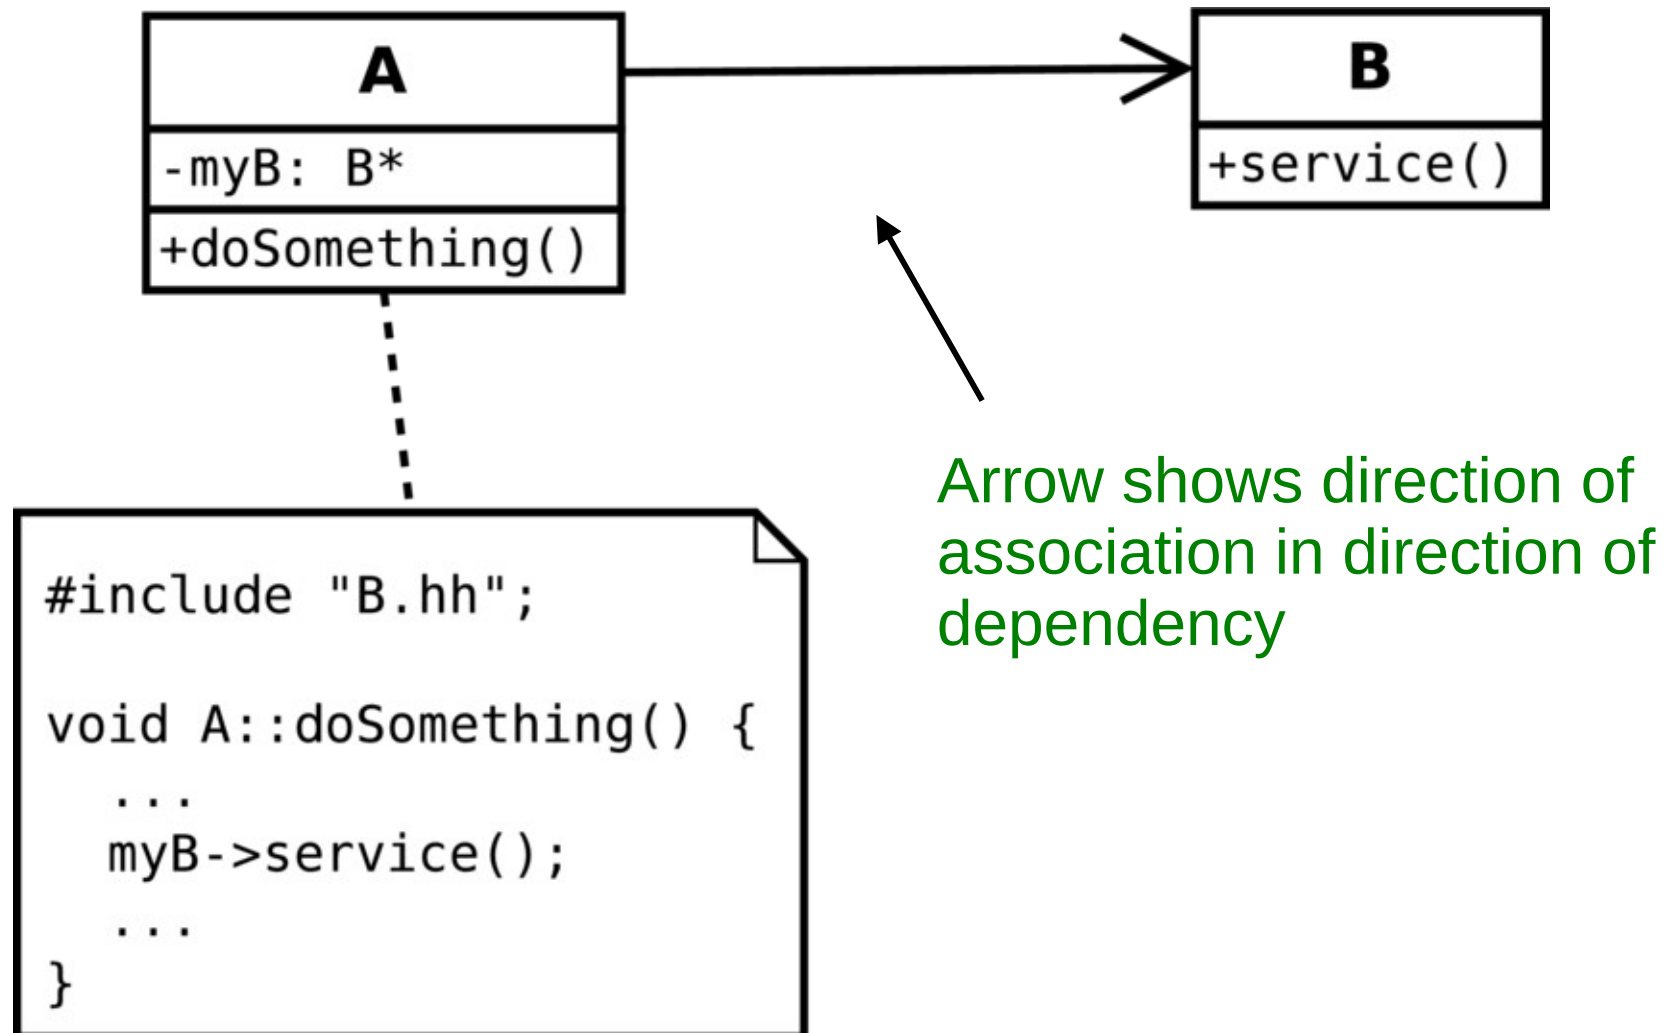 A
-myB: B*
+doSomething()
B
+service()
Arrow shows direction of
association in direction of
dependency
#include "B.hh";
void A::doSomething() {
...
myB->service();
...
}